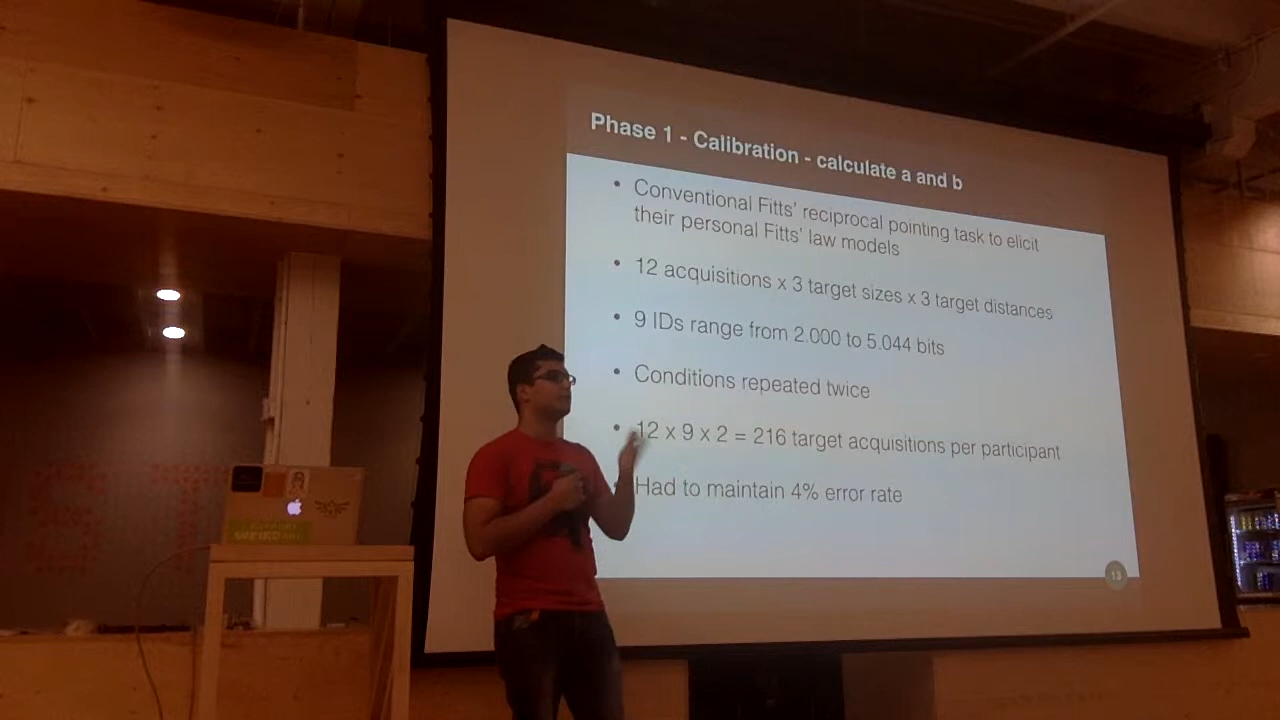 Phase 1 - Calibration - calculate a and b
• Conventional Fitts' reciprocal pointing task to elicit
their personal Fitts' law models
• 12 acquisitions x 3 target sizes x 3 target distances
• 9 IDs range from 2.000 to 5.044 bits
• Conditions repeated twice
• 12 x 9 x 2 = 216 target acquisitions per participant
Had to maintain 4% error rate
13